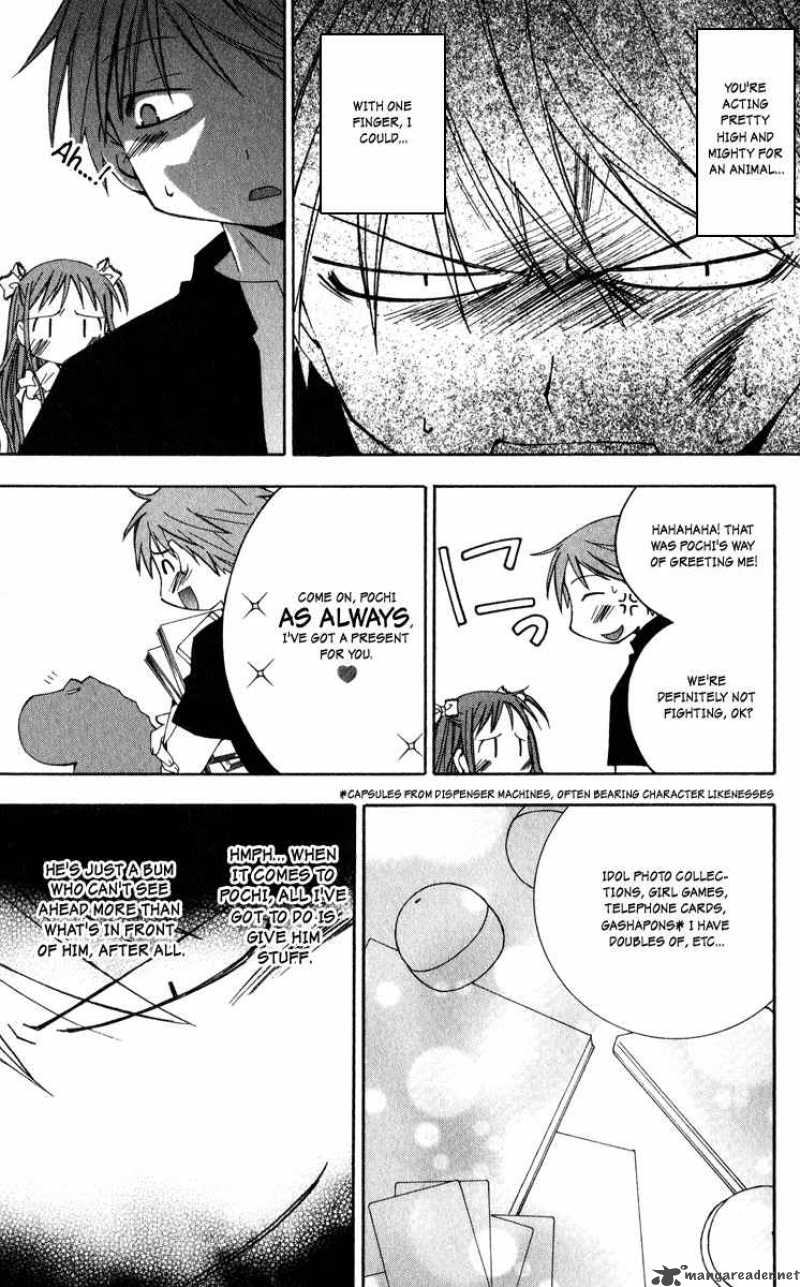 YOU'RE
ACTING
PRETTY
HIGH AND
MIGHTY FOR
AN ANIMAL...
WITH ONE
FINGER, I
COULD...
Ah...!
HAHAHAHA! THAT
WAS POCHI'S WAY
OF GREETING ME!
WE'RE
DEFINITELY NOT
FIGHTING, OK?
にこっ
COME ON, POCHI
AS ALWAYS,
I'VE GOT A PRESENT
FOR YOU.
*CAPSULES FROM DISPENSER MACHINES, OFTEN BEARING CHARACTER LIKENESSES
IDOL PHOTO COLLEC-
TIONS, GIRL GAMES,
TELEPHONE CARDS,
GASHAPONS* I HAVE
DOUBLES OF, ETC...
HMPH... WHEN
IT COMES TO
POCHI, ALL I'VE
GOT TO DO IS
GIVE HIM
STUFF.
HE'S JUST A BUM
WHO CAN'T SEE
AHEAD MORE THAN
WHAT'S IN FRONT
OF HIM, AFTER ALL.
mangareader.net